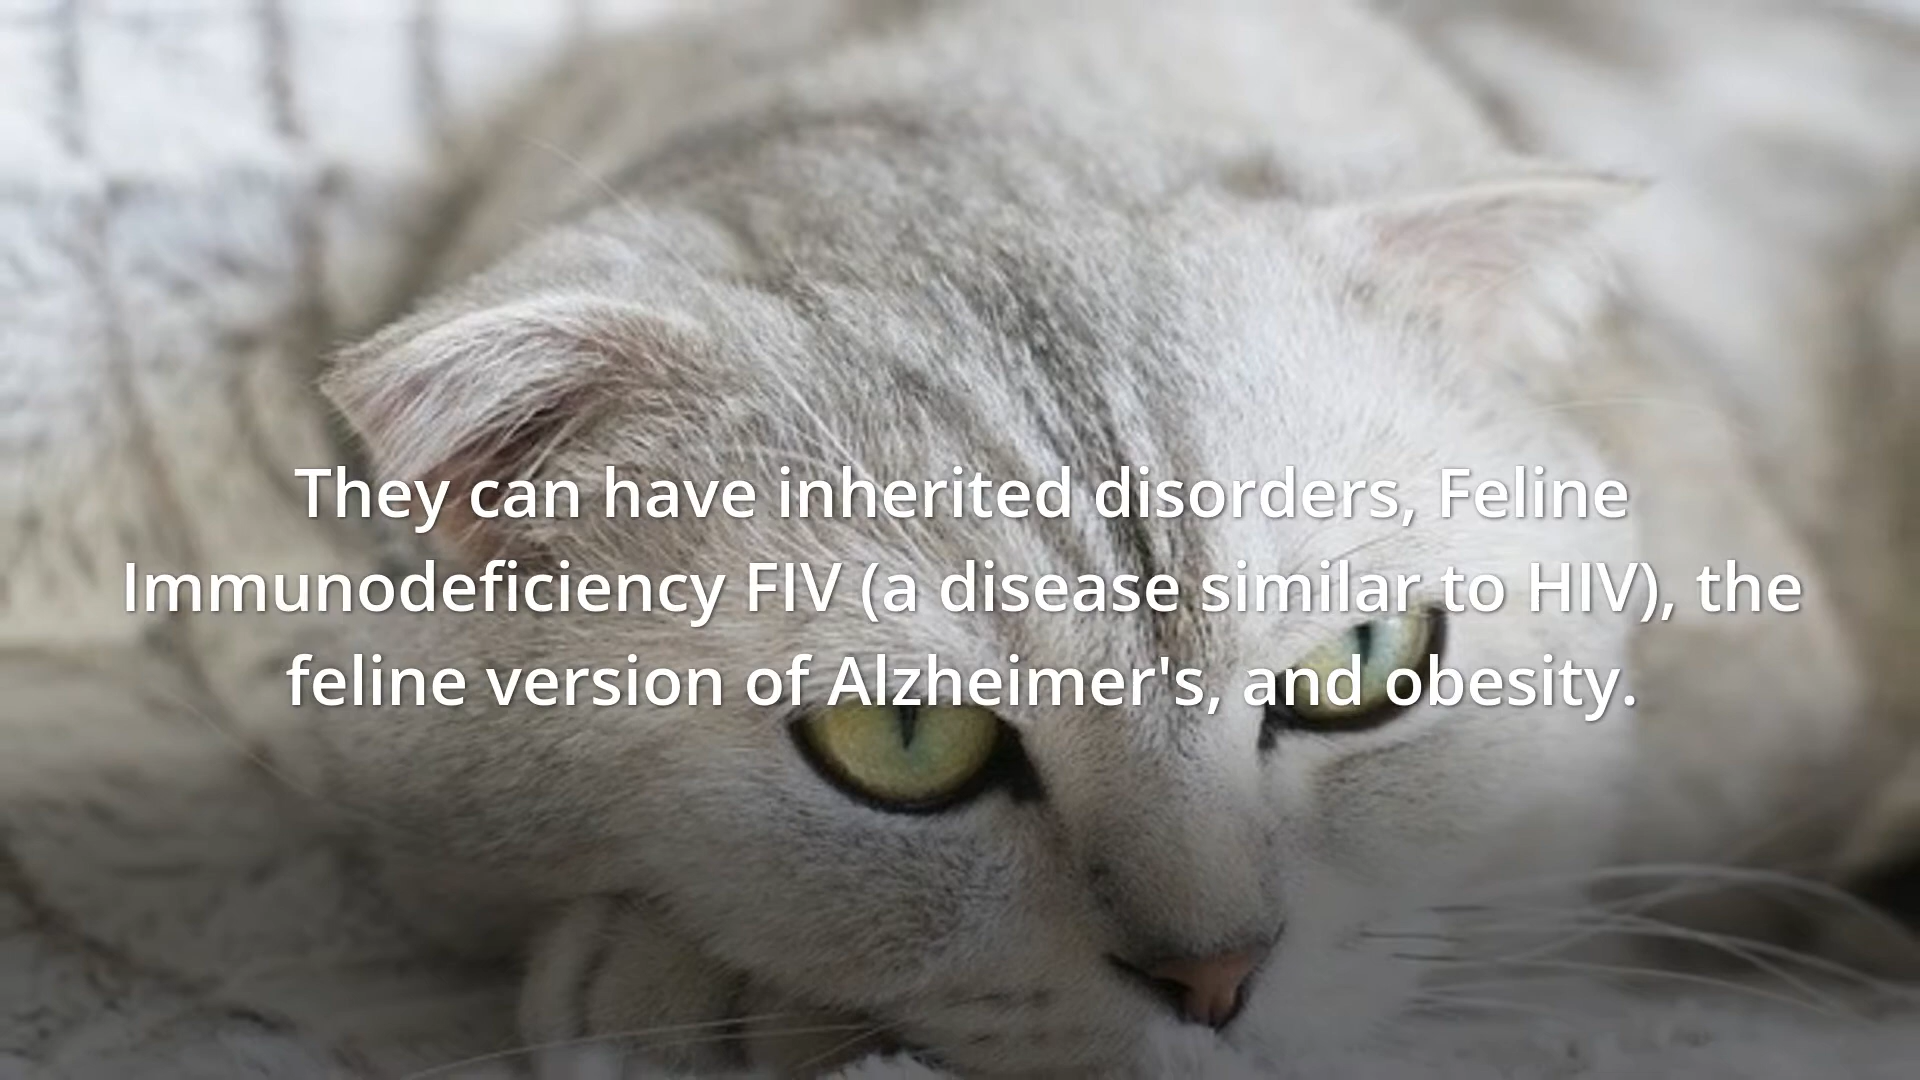 They can have inherited disorders, Feline
Immunodeficiency FIV (a disease similar to HIV), the
feline version of Alzheimer's, and obesity.